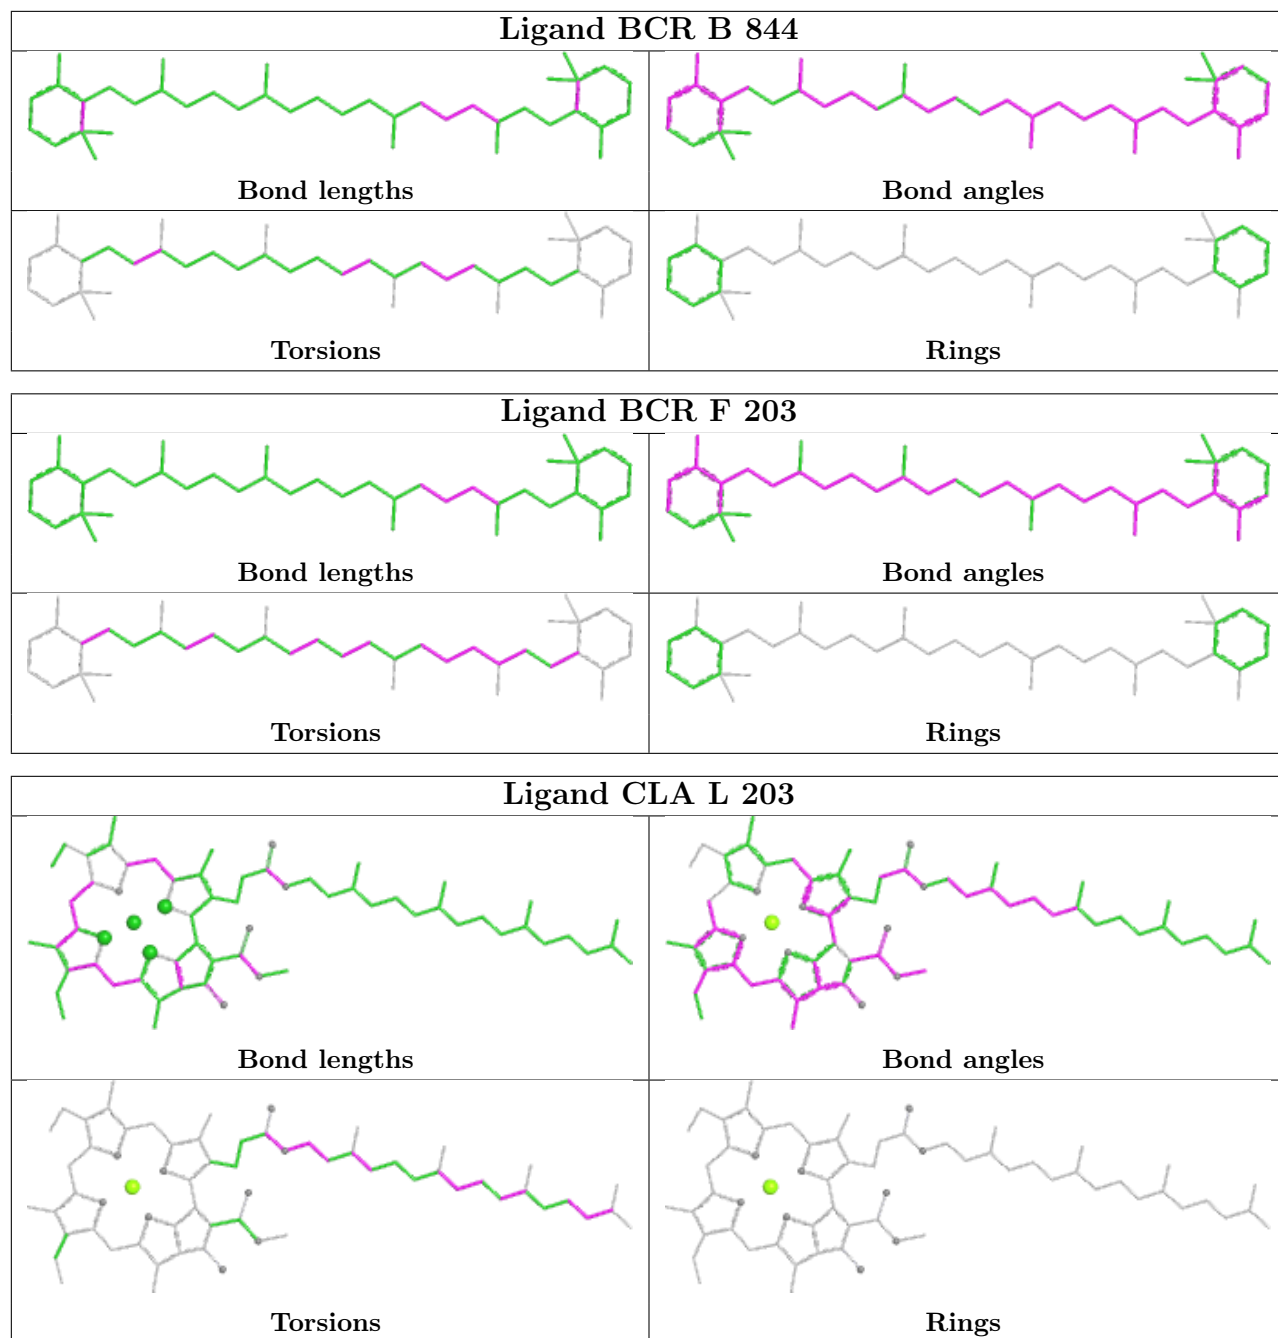 Ligand BCR B 844
Bond lengths
Bond angles
Torsions
Rings
Ligand BCR F 203
Bond lengths
Bond angles
Torsions
Rings
Ligand CLA L 203
Bond lengths
Bond angles
Torsions
Rings